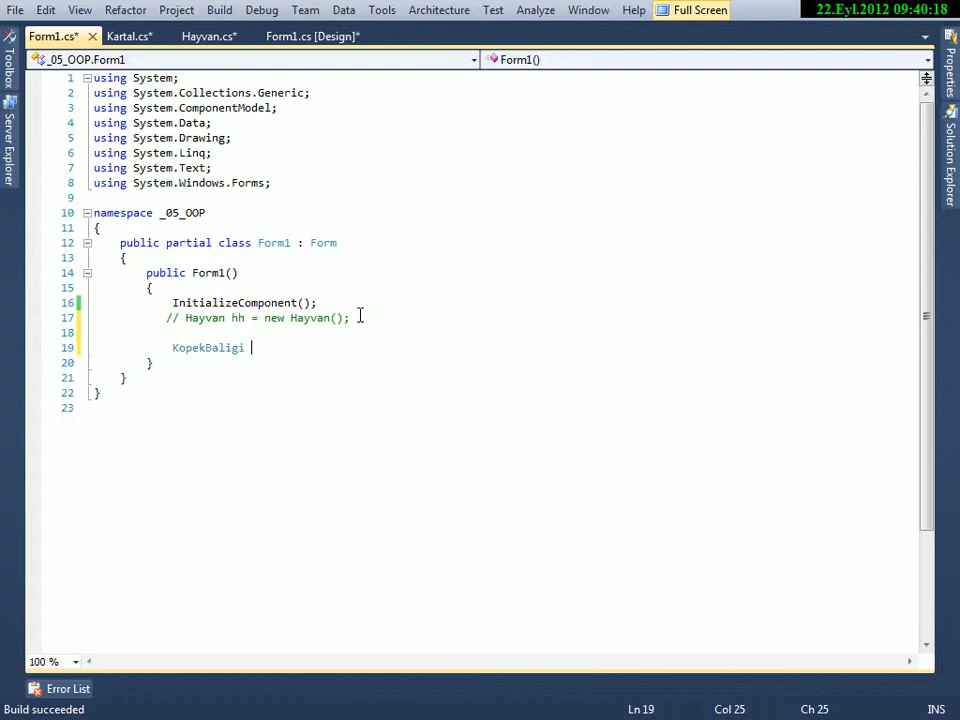 File Edit View Refactor Project Build Debug Team Data Tools Architecture Test Analyze Window Help Full Screen 22.Eyl.2012 09:40:18
Form1.cs* Kartal.cs* Hayvan.cs* Form1.cs [Design]*
_05_OOP.Form1 Form1()
Toolbox
Server Explorer
Properties
Solution Explorer
1 using System;
2 using System.Collections.Generic;
3 using System.ComponentModel;
4 using System.Data;
5 using System.Drawing;
6 using System.Linq;
7 using System.Text;
8 using System.Windows.Forms;
9
10 namespace _05_OOP
11 {
12 public partial class Form1 : Form
13 {
14 public Form1()
15 {
16 InitializeComponent();
17 // Hayvan hh = new Hayvan();
18
19 KopekBaligi
20 }
21 }
22 }
23
100 %
Error List
Build succeeded Ln 19 Col 25 Ch 25 INS